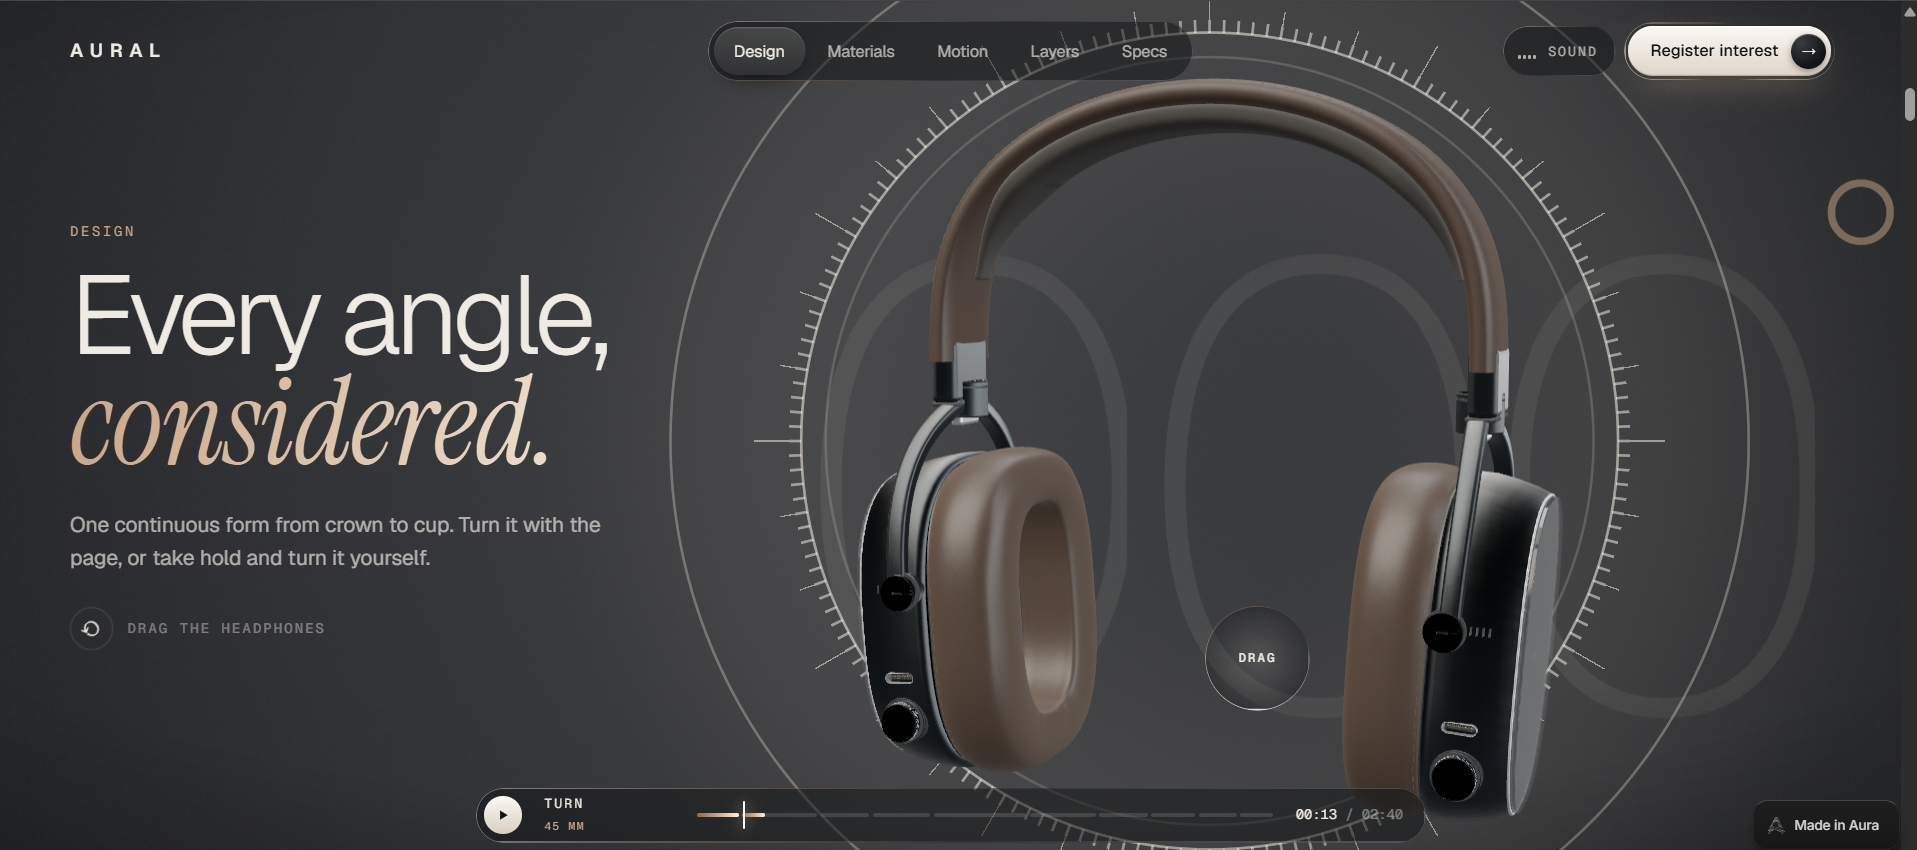 AURAL
Design
Materials
Motion
Layers
Specs
SOUND
Register interest →
DESIGN
Every angle,
considered.
One continuous form from crown to cup. Turn it with the
page, or take hold and turn it yourself.
DRAG THE HEADPHONES
DRAG
TURN
45 MM
00:13 / 02:40
Made in Aura
000